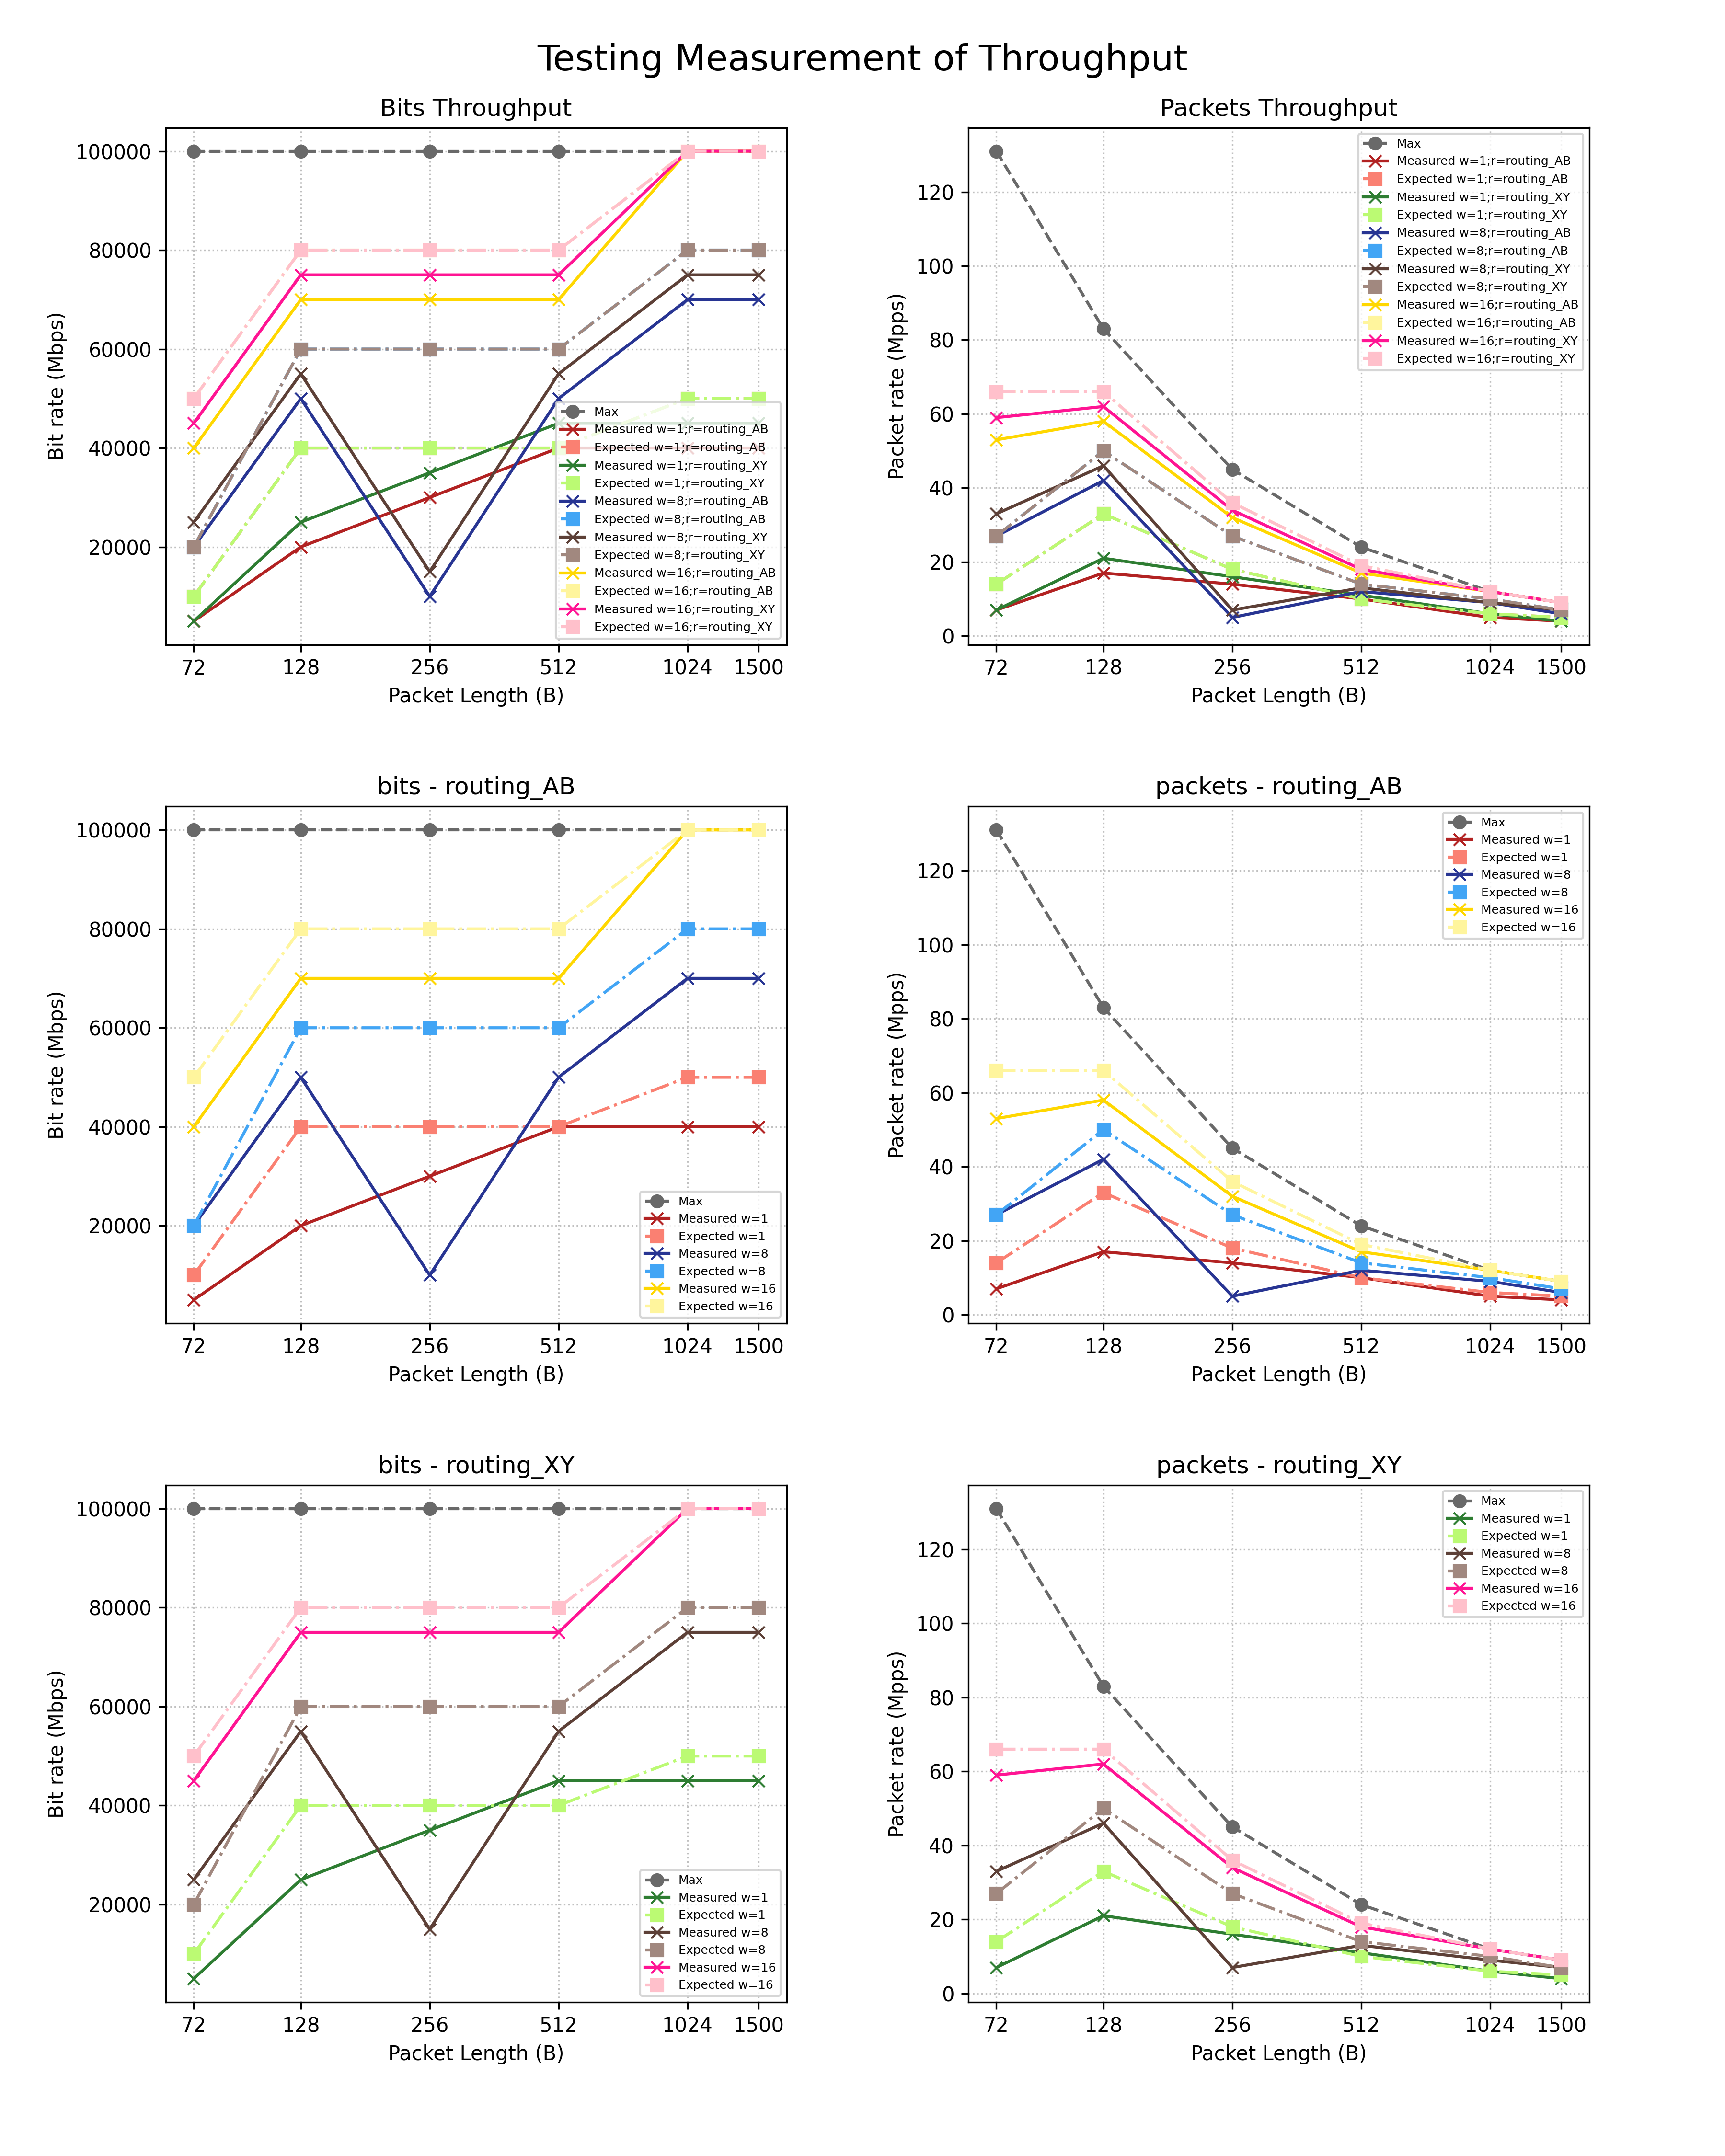 Testing Measurement of Throughput
Bits Throughput
100000
80000
60000
40000
20000
Bit rate (Mbps)
72 128 256 512 1024 1500
Packet Length (B)
Max
Measured w=1;r=routing_AB
Expected w=1;r=routing_AB
Measured w=1;r=routing_XY
Expected w=1;r=routing_XY
Measured w=8;r=routing_AB
Expected w=8;r=routing_AB
Measured w=8;r=routing_XY
Expected w=8;r=routing_XY
Measured w=16;r=routing_AB
Expected w=16;r=routing_AB
Measured w=16;r=routing_XY
Expected w=16;r=routing_XY
Packets Throughput
120
100
80
60
40
20
0
Packet rate (Mpps)
72 128 256 512 1024 1500
Packet Length (B)
Max
Measured w=1;r=routing_AB
Expected w=1;r=routing_AB
Measured w=1;r=routing_XY
Expected w=1;r=routing_XY
Measured w=8;r=routing_AB
Expected w=8;r=routing_AB
Measured w=8;r=routing_XY
Expected w=8;r=routing_XY
Measured w=16;r=routing_AB
Expected w=16;r=routing_AB
Measured w=16;r=routing_XY
Expected w=16;r=routing_XY
bits - routing_AB
100000
80000
60000
40000
20000
Bit rate (Mbps)
72 128 256 512 1024 1500
Packet Length (B)
Max
Measured w=1
Expected w=1
Measured w=8
Expected w=8
Measured w=16
Expected w=16
packets - routing_AB
120
100
80
60
40
20
0
Packet rate (Mpps)
72 128 256 512 1024 1500
Packet Length (B)
Max
Measured w=1
Expected w=1
Measured w=8
Expected w=8
Measured w=16
Expected w=16
bits - routing_XY
100000
80000
60000
40000
20000
Bit rate (Mbps)
72 128 256 512 1024 1500
Packet Length (B)
Max
Measured w=1
Expected w=1
Measured w=8
Expected w=8
Measured w=16
Expected w=16
packets - routing_XY
120
100
80
60
40
20
0
Packet rate (Mpps)
72 128 256 512 1024 1500
Packet Length (B)
Max
Measured w=1
Expected w=1
Measured w=8
Expected w=8
Measured w=16
Expected w=16